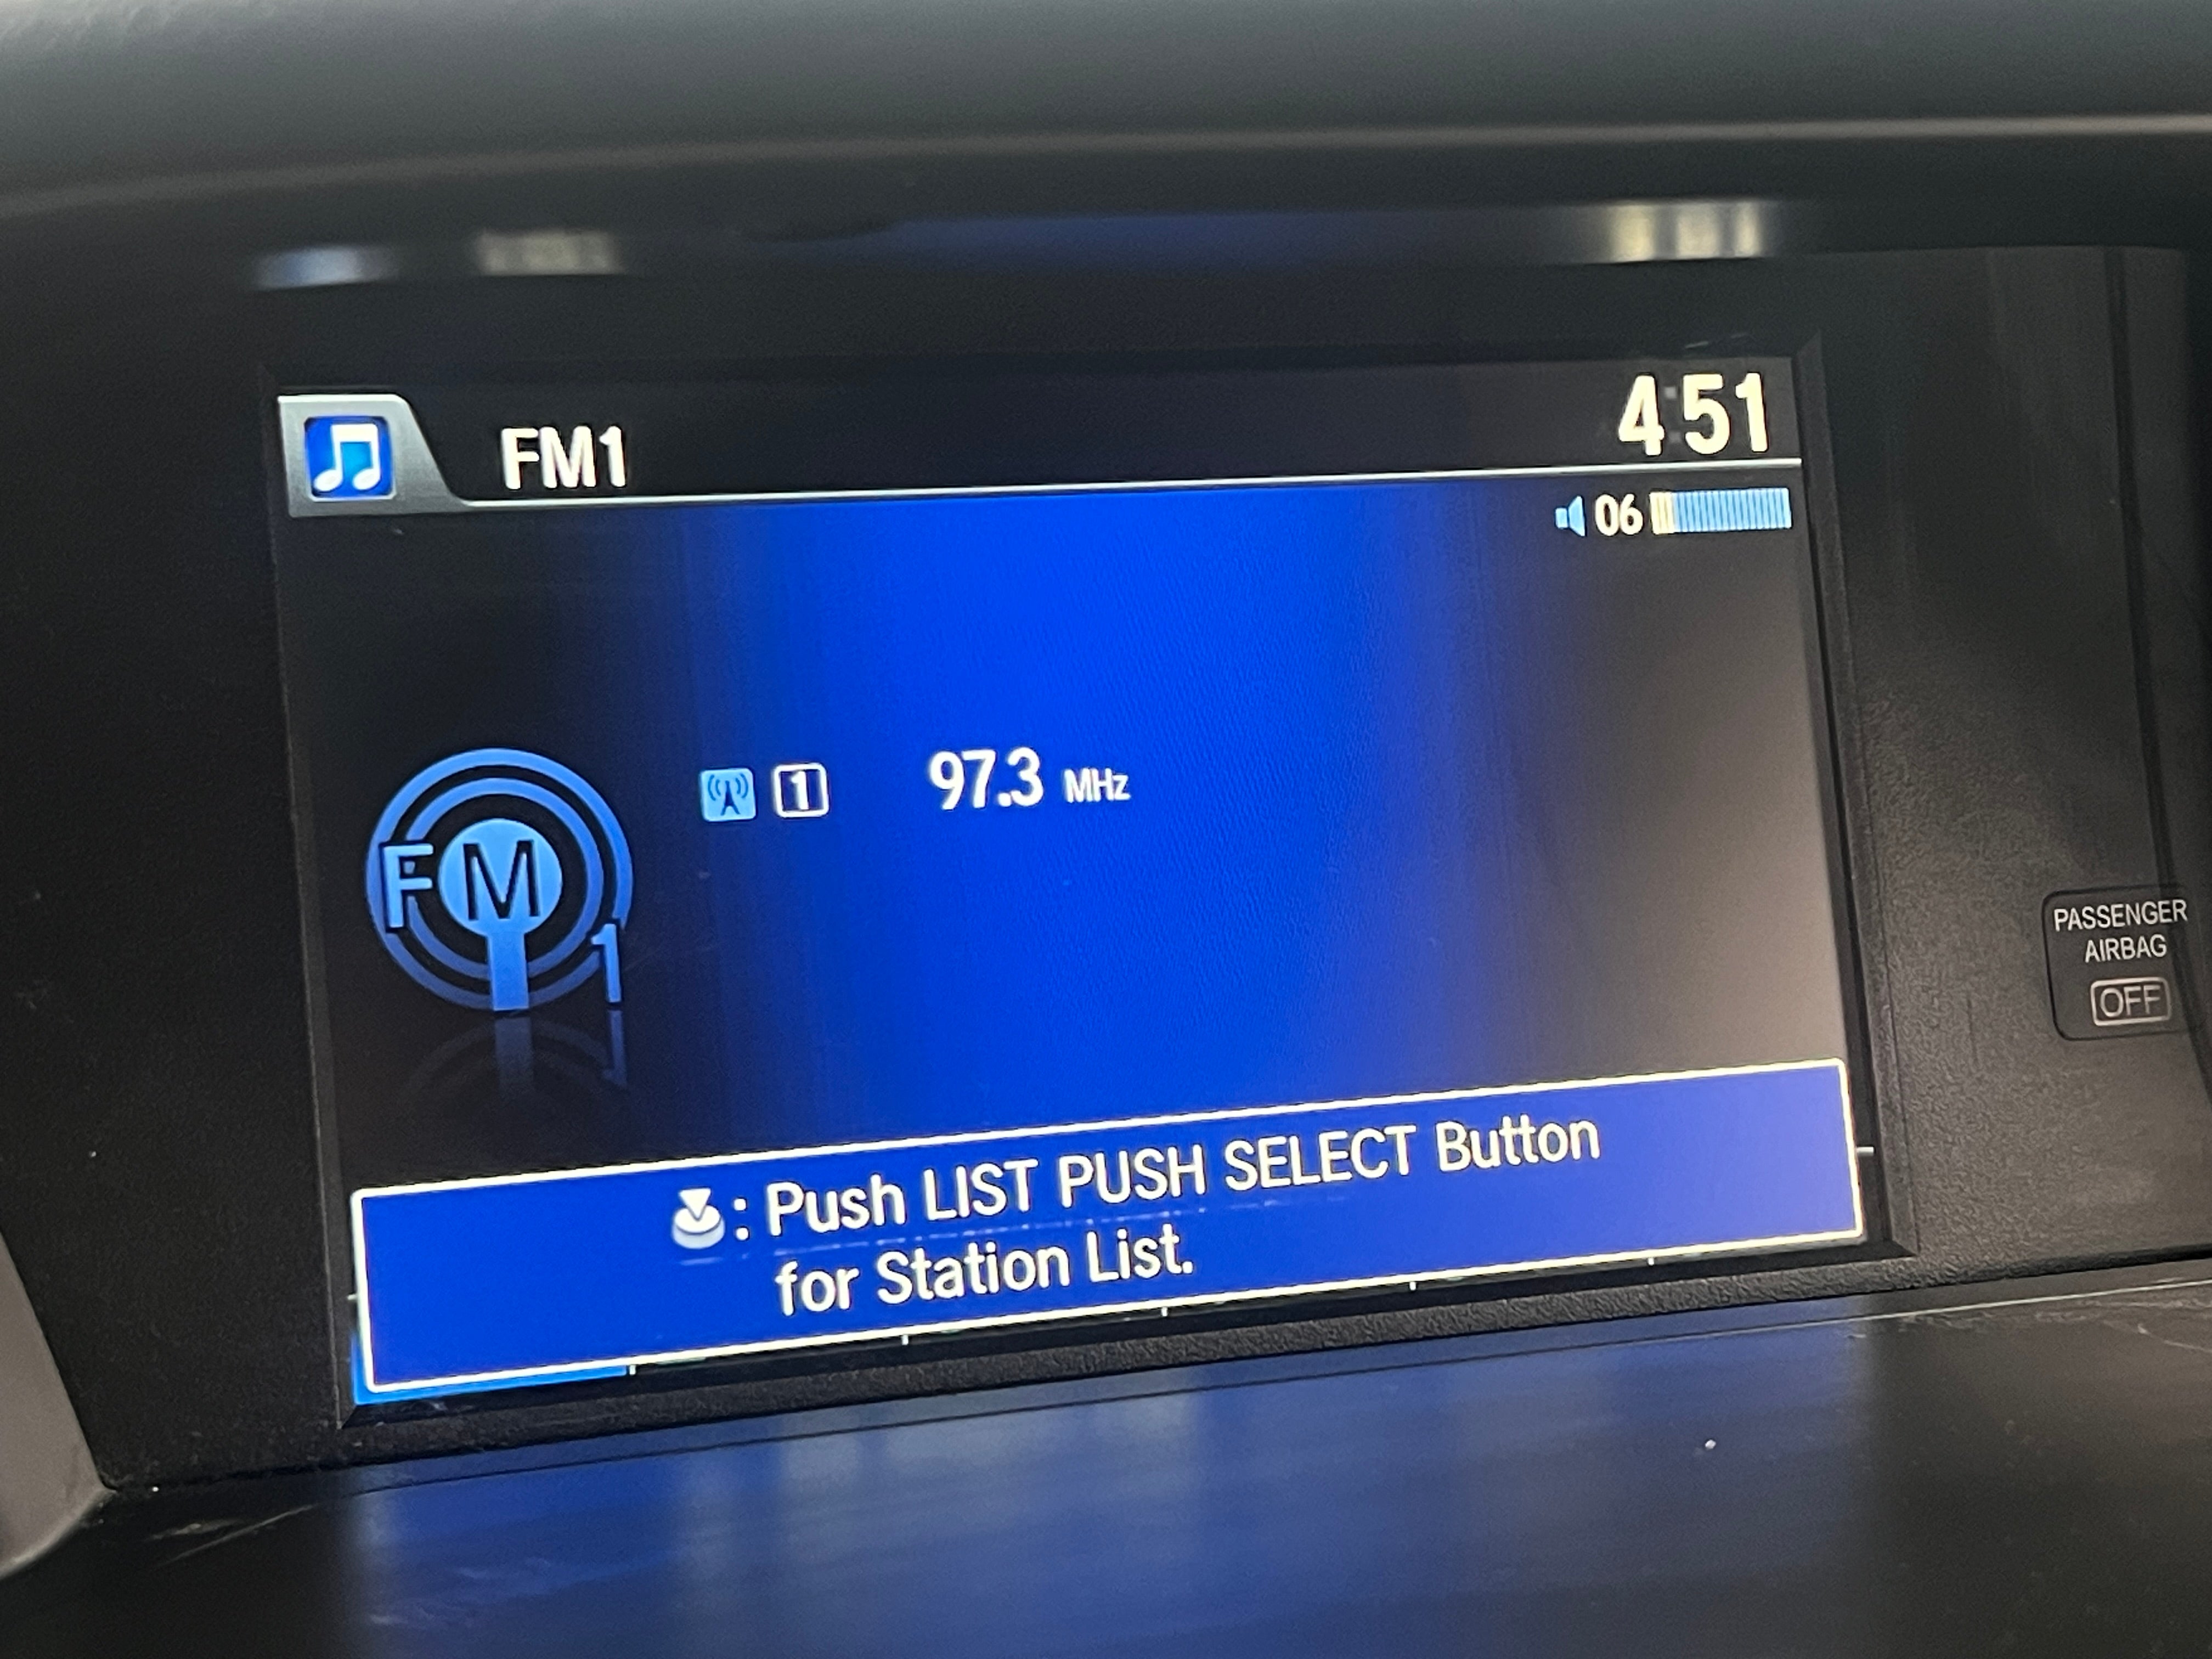 FM1
4:51
06
1 97.3 MHz
FM
1
PASSENGER
AIRBAG
OFF
: Push LIST PUSH SELECT Button
for Station List.